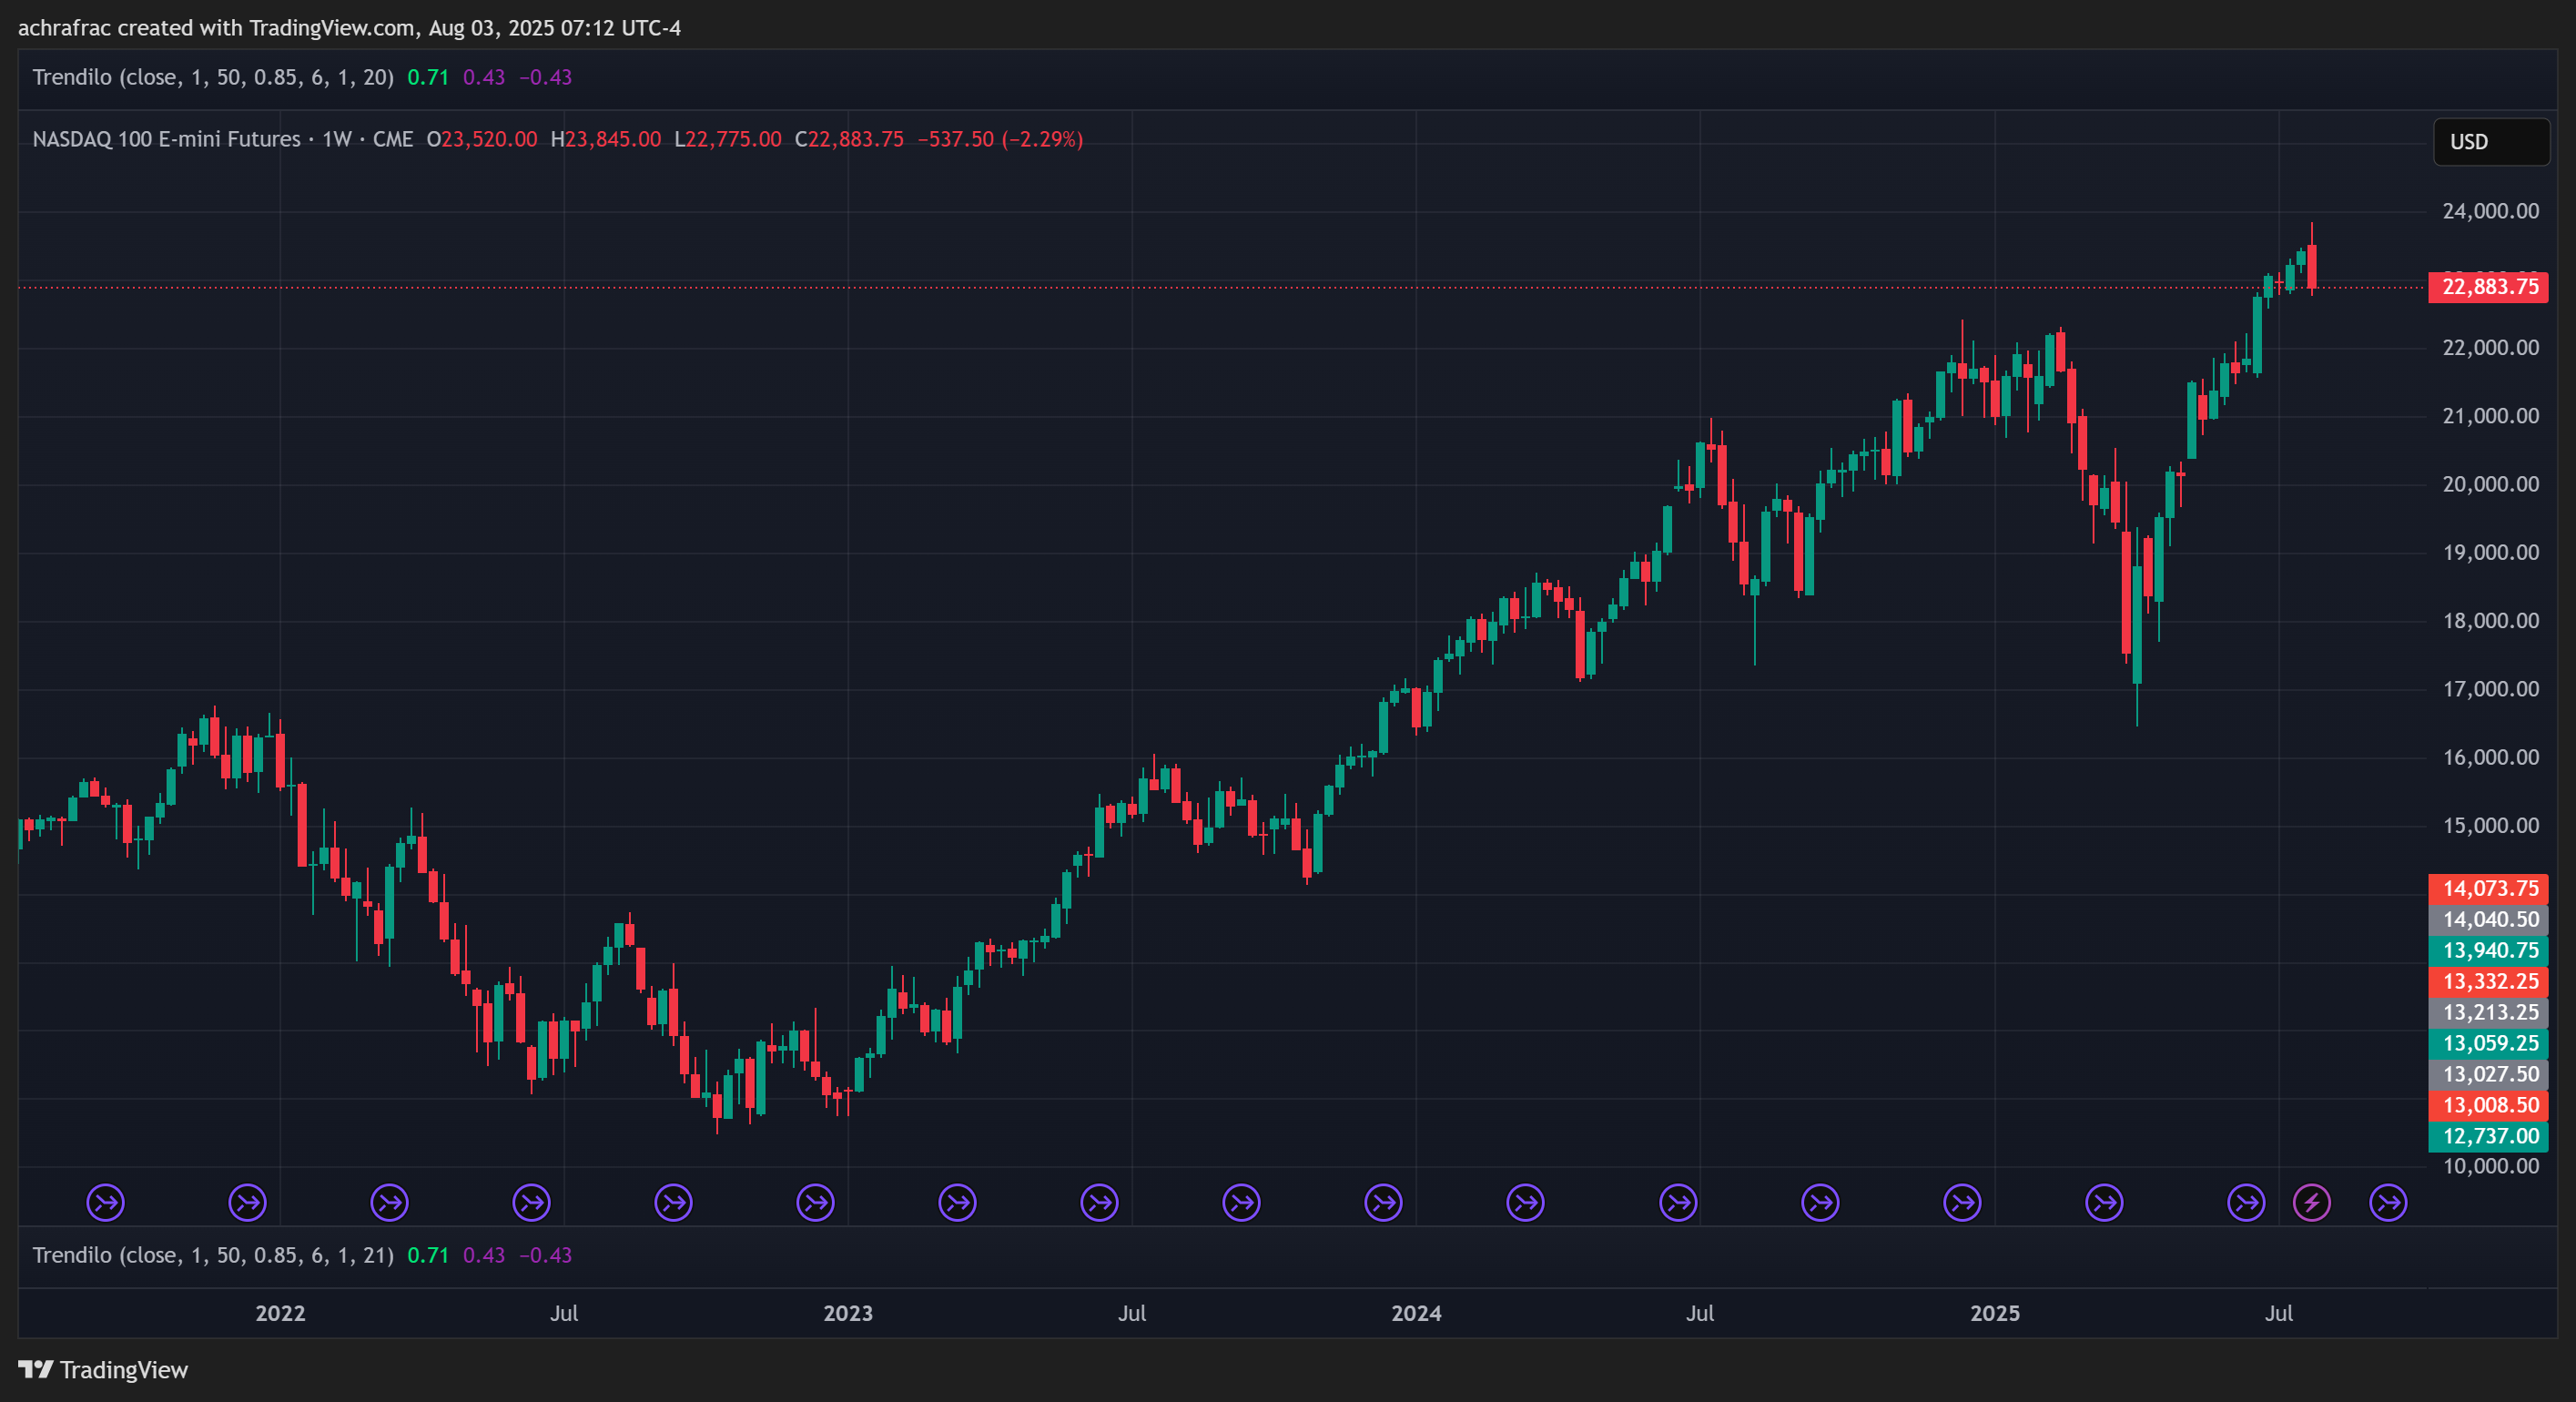 achrafrac created with TradingView.com, Aug 03, 2025 07:12 UTC-4
Trendilo (close, 1, 50, 0.85, 6, 1, 20) 0.71 0.43 −0.43
NASDAQ 100 E-mini Futures · 1W · CME O23,520.00 H23,845.00 L22,775.00 C22,883.75 −537.50 (−2.29%)
USD
24,000.00
22,883.75
22,000.00
21,000.00
20,000.00
19,000.00
18,000.00
17,000.00
16,000.00
15,000.00
14,073.75
14,040.50
13,940.75
13,332.25
13,213.25
13,059.25
13,027.50
13,008.50
12,737.00
10,000.00
Trendilo (close, 1, 50, 0.85, 6, 1, 21) 0.71 0.43 −0.43
2022 Jul 2023 Jul 2024 Jul 2025 Jul
TradingView